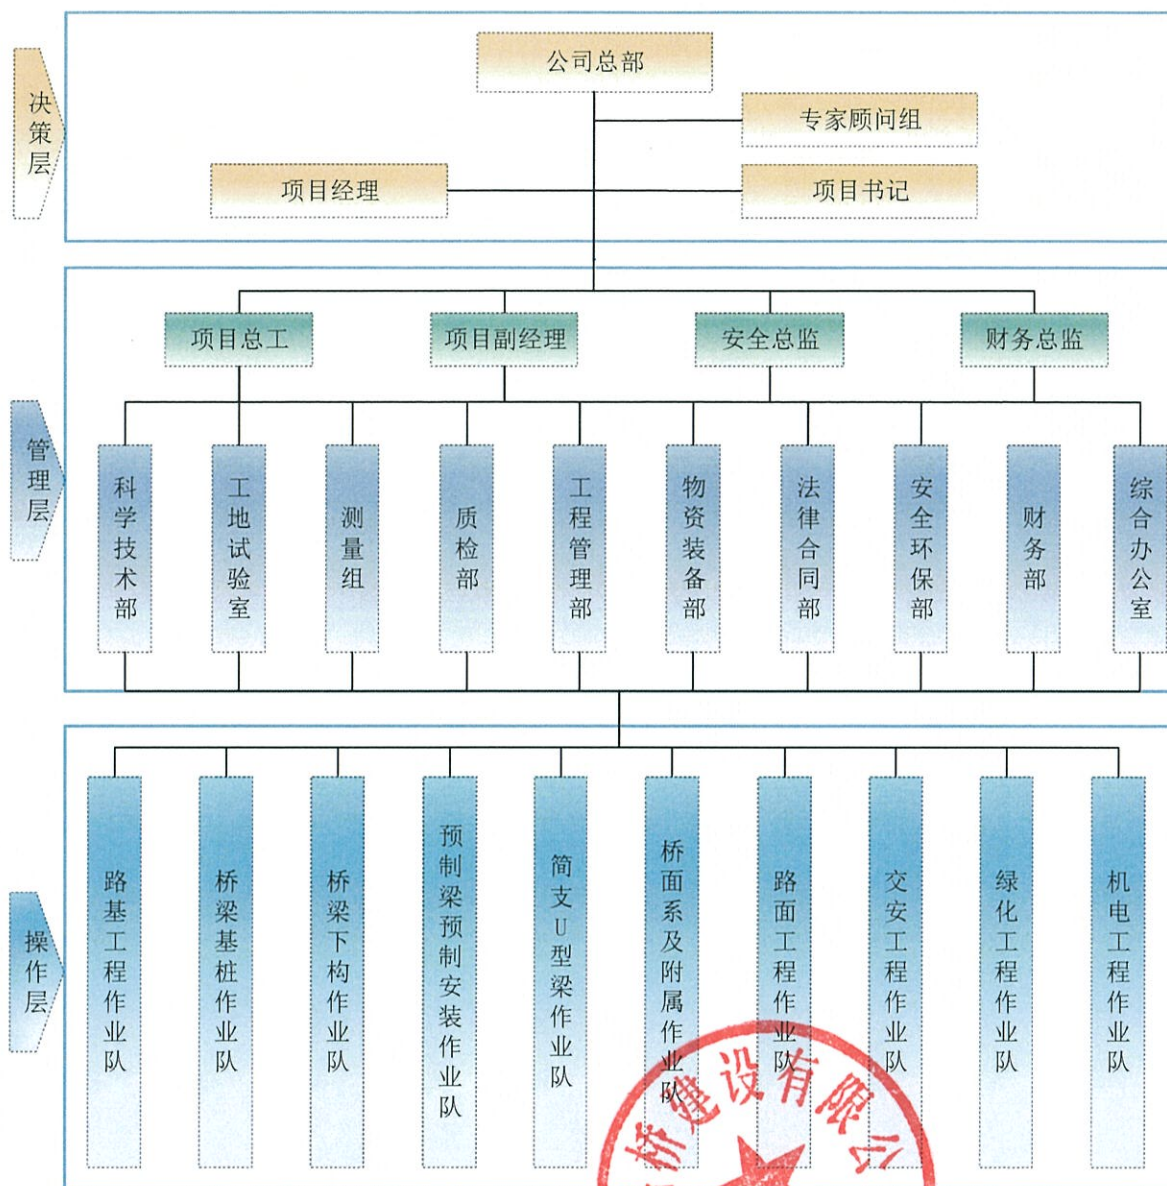 决策层
公司总部
专家顾问组
项目经理
项目书记
管理层
项目总工
项目副经理
安全总监
财务总监
科学技术部
工地试验室
测量组
质检部
工程管理部
物资装备部
法律合同部
安全环保部
财务部
综合办公室
操作层
路基工程作业队
桥梁基桩作业队
桥梁下构作业队
预制梁预制安装作业队
简支U型梁作业队
桥面系及附属作业队
路面工程作业队
交安工程作业队
绿化工程作业队
机电工程作业队
桥建设有限公